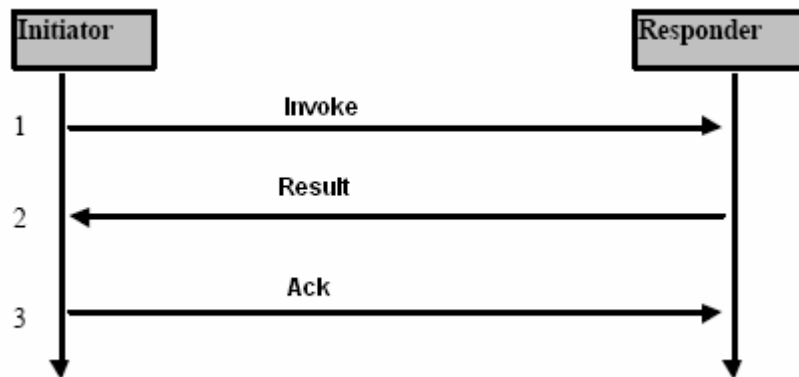 Initiator
Responder
1
Invoke
Result
2
Ack
3